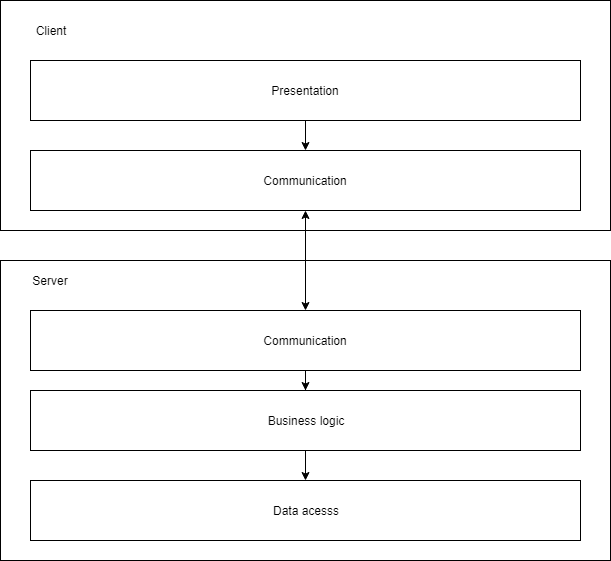 Client
Presentation
Communication
Server
Communication
Business logic
Data acesss